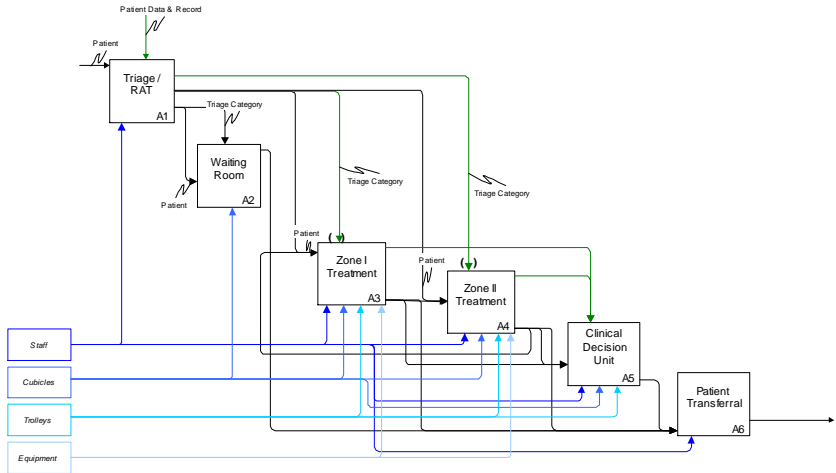 Patient Data & Record
Patient
Triage /
RAT
A1
Triage Category
Waiting
Room
A2
Patient
Triage Category
Triage Category
Patient
( )
Zone I
Treatment
A3
Patient
( )
Zone II
Treatment
A4
Clinical
Decision
Unit
A5
Patient
Transferral
A6
Staff
Cubicles
Trolleys
Equipment